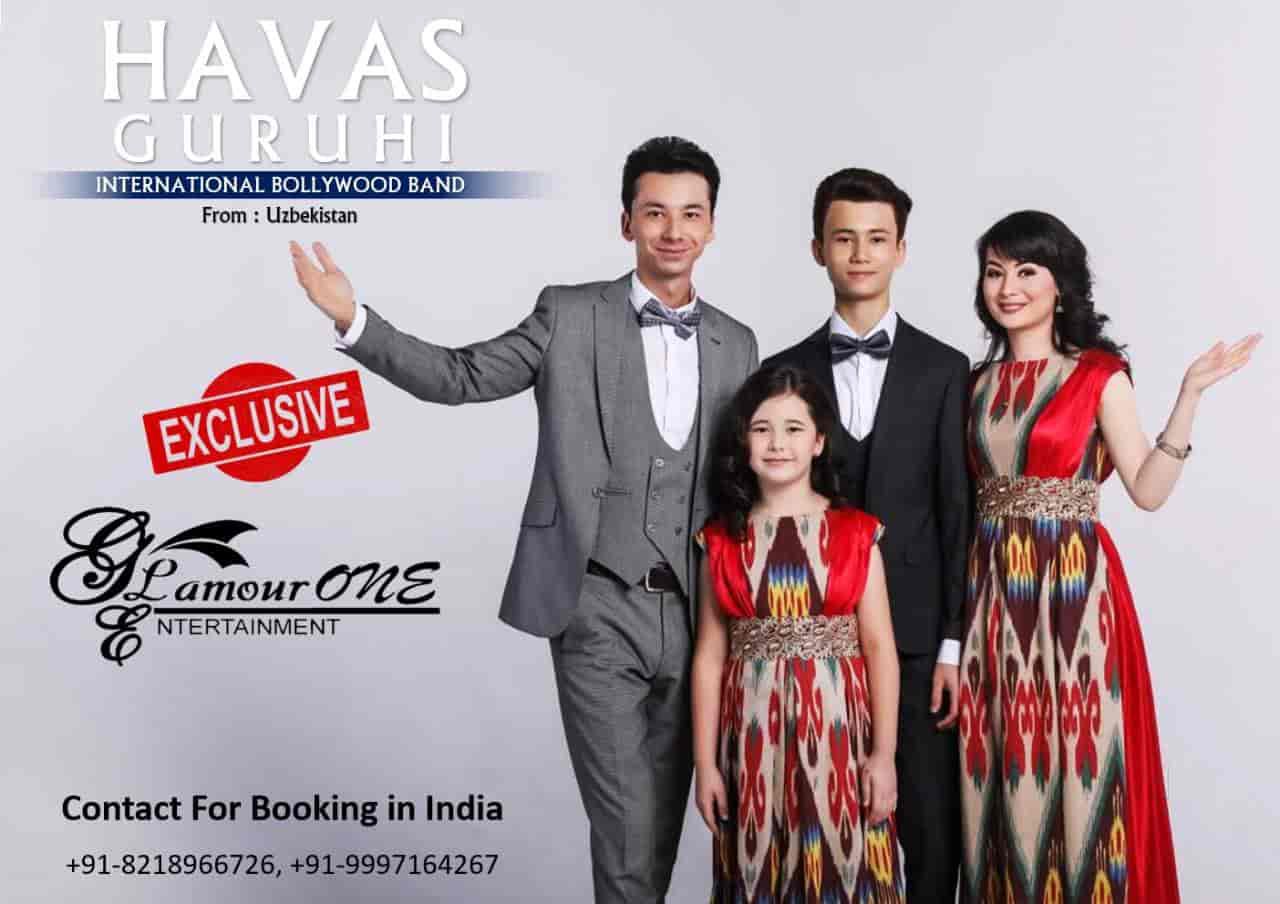 HAVAS
GURUHI
INTERNATIONAL BOLLYWOOD BAND
From : Uzbekistan
EXCLUSIVE
GLamour ONE
ENTERTAINMENT
Contact For Booking in India
+91-8218966726, +91-9997164267